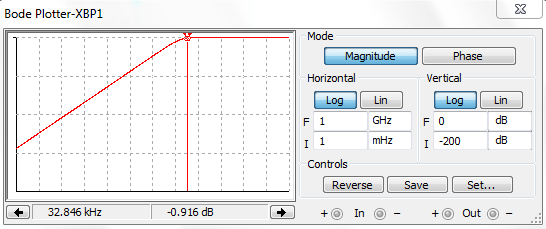 Bode Plotter-XBP1
Mode
Magnitude Phase
Horizontal Vertical
Log Lin Log Lin
F 1 GHz F 0 dB
I 1 mHz I -200 dB
Controls
Reverse Save Set...
32.846 kHz -0.916 dB + In - + Out -